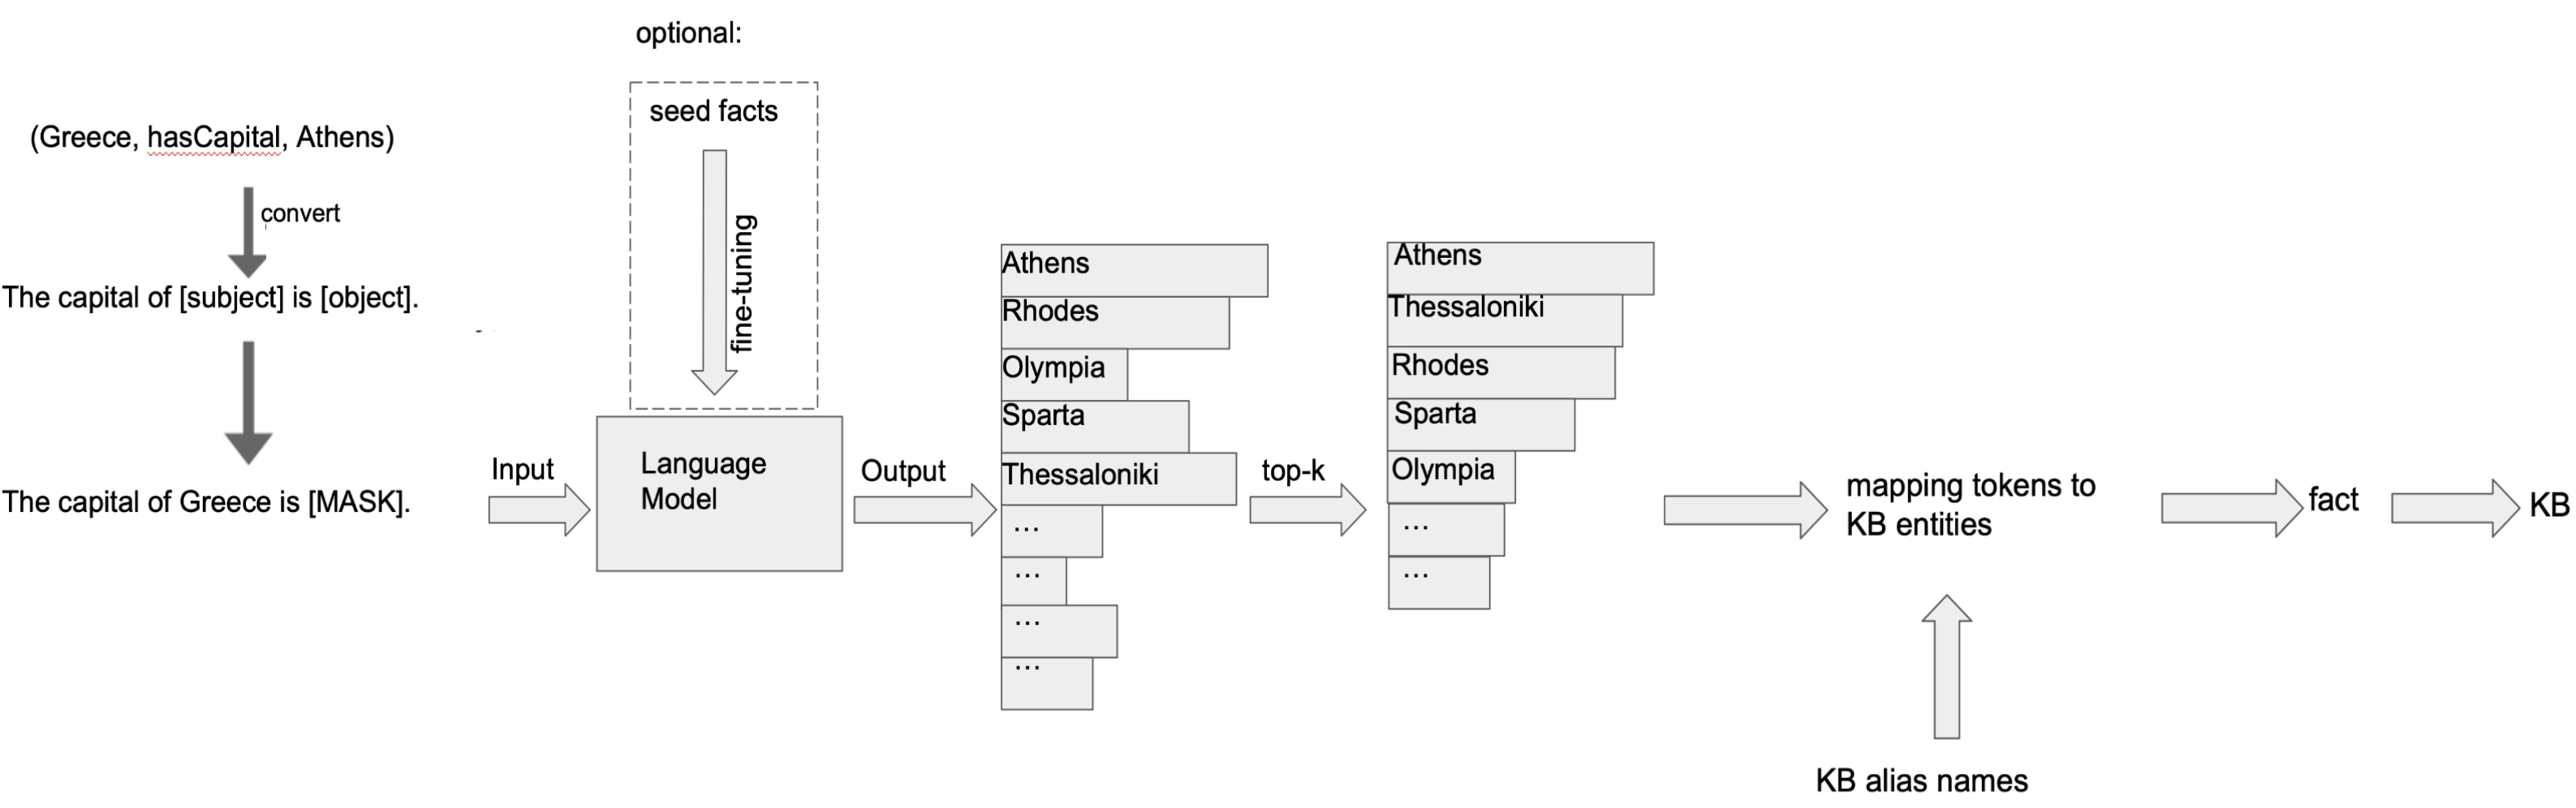 optional:
seed facts
(Greece, hasCapital, Athens)
convert
fine-tuning
The capital of [subject] is [object].
The capital of Greece is [MASK].
Input
Language
Model
Output
Athens
Rhodes
Olympia
Sparta
Thessaloniki
...
...
...
...
top-k
Athens
Thessaloniki
Rhodes
Sparta
Olympia
...
...
mapping tokens to
KB entities
KB alias names
fact
KB